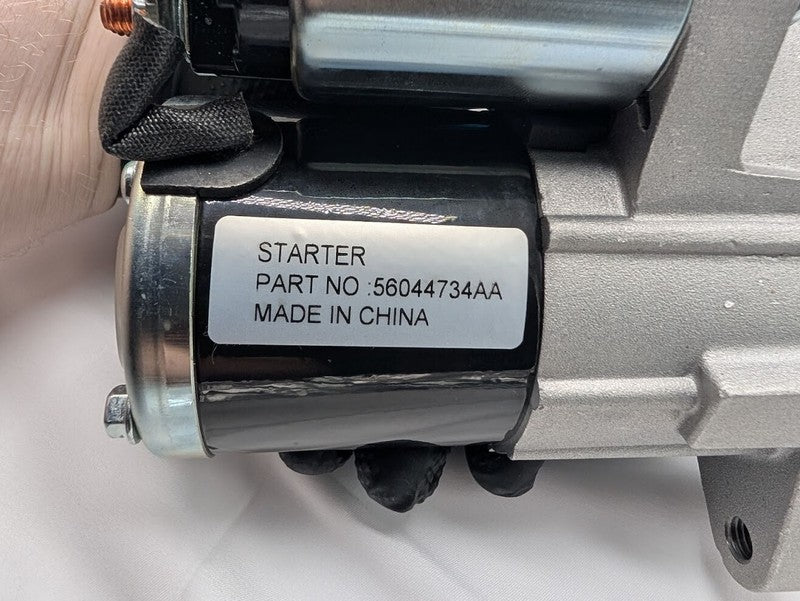 STARTER
PART NO :56044734AA
MADE IN CHINA